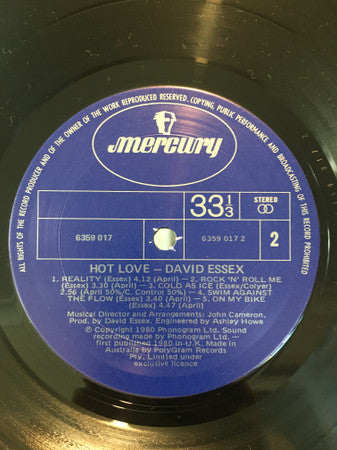 ALL RIGHTS OF THE RECORD PRODUCER AND OF THE OWNER OF THE WORK REPRODUCED RESERVED. COPYING, PUBLIC PERFORMANCE AND BROADCASTING OF THIS RECORD PROHIBITED
mercury
33 1/3 STEREO
6359 017 6359 017 2 2
HOT LOVE — DAVID ESSEX
1. REALITY (Essex) 4.12 (April) — 2. ROCK 'N' ROLL ME
(Essex) 3.30 (April) — 3. COLD AS ICE (Essex/Colyer)
2.56 (April 50%/C. Control 50%) — 4. SWIM AGAINST
THE FLOW (Essex) 3.40 (April) — 5. ON MY BIKE
(Essex) 4.47 (April)
Musical Director and Arrangements: John Cameron.
Prod. by David Essex. Engineered by Ashley Howe
℗ Copyright 1980 Phonogram Ltd. Sound
recording made by Phonogram Ltd. —
first published 1980 in U.K. Made in
Australia by PolyGram Records
Pty. Limited under
exclusive licence